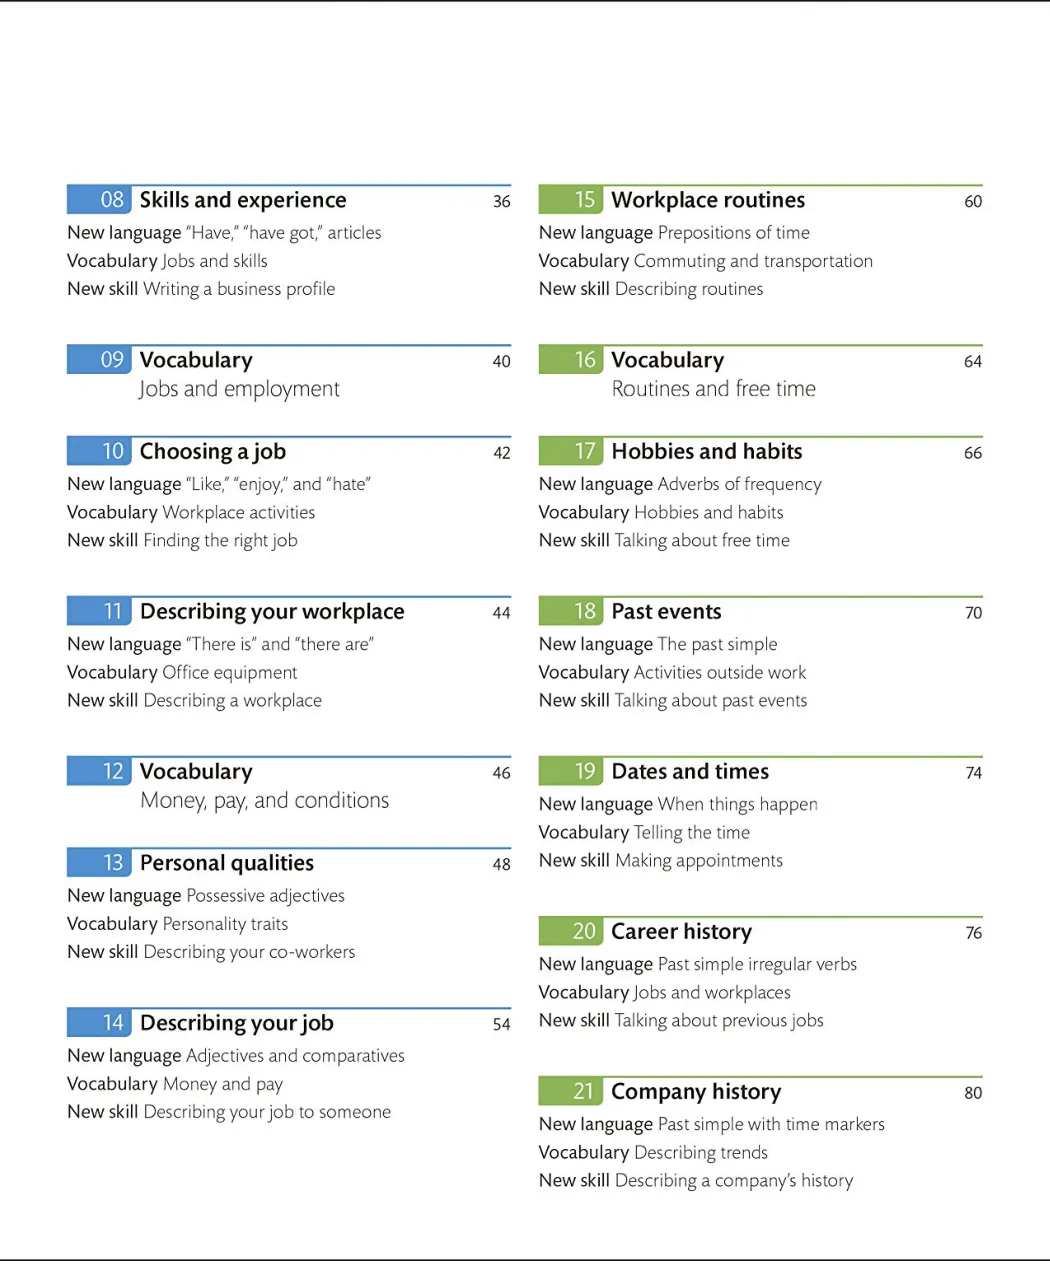 08 Skills and experience 36
New language “Have,” “have got,” articles
Vocabulary Jobs and skills
New skill Writing a business profile
09 Vocabulary 40
Jobs and employment
10 Choosing a job 42
New language “Like,” “enjoy,” and “hate”
Vocabulary Workplace activities
New skill Finding the right job
11 Describing your workplace 44
New language “There is” and “there are”
Vocabulary Office equipment
New skill Describing a workplace
12 Vocabulary 46
Money, pay, and conditions
13 Personal qualities 48
New language Possessive adjectives
Vocabulary Personality traits
New skill Describing your co-workers
14 Describing your job 54
New language Adjectives and comparatives
Vocabulary Money and pay
New skill Describing your job to someone
15 Workplace routines 60
New language Prepositions of time
Vocabulary Commuting and transportation
New skill Describing routines
16 Vocabulary 64
Routines and free time
17 Hobbies and habits 66
New language Adverbs of frequency
Vocabulary Hobbies and habits
New skill Talking about free time
18 Past events 70
New language The past simple
Vocabulary Activities outside work
New skill Talking about past events
19 Dates and times 74
New language When things happen
Vocabulary Telling the time
New skill Making appointments
20 Career history 76
New language Past simple irregular verbs
Vocabulary Jobs and workplaces
New skill Talking about previous jobs
21 Company history 80
New language Past simple with time markers
Vocabulary Describing trends
New skill Describing a company’s history